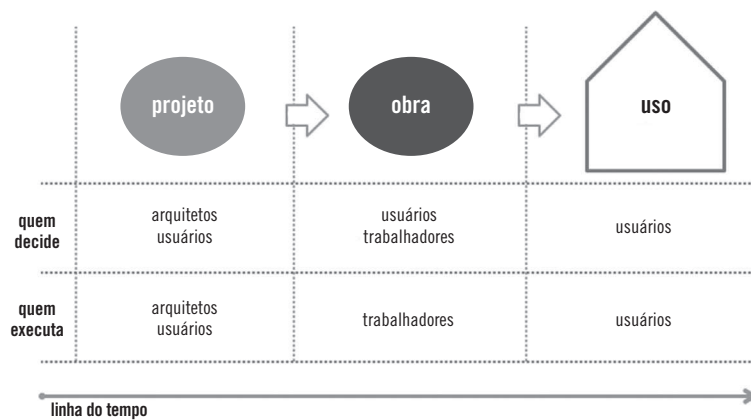 projeto
obra
uso
quem
decide
arquitetos
usuários
usuários
trabalhadores
usuários
quem
executa
arquitetos
usuários
trabalhadores
usuários
linha do tempo